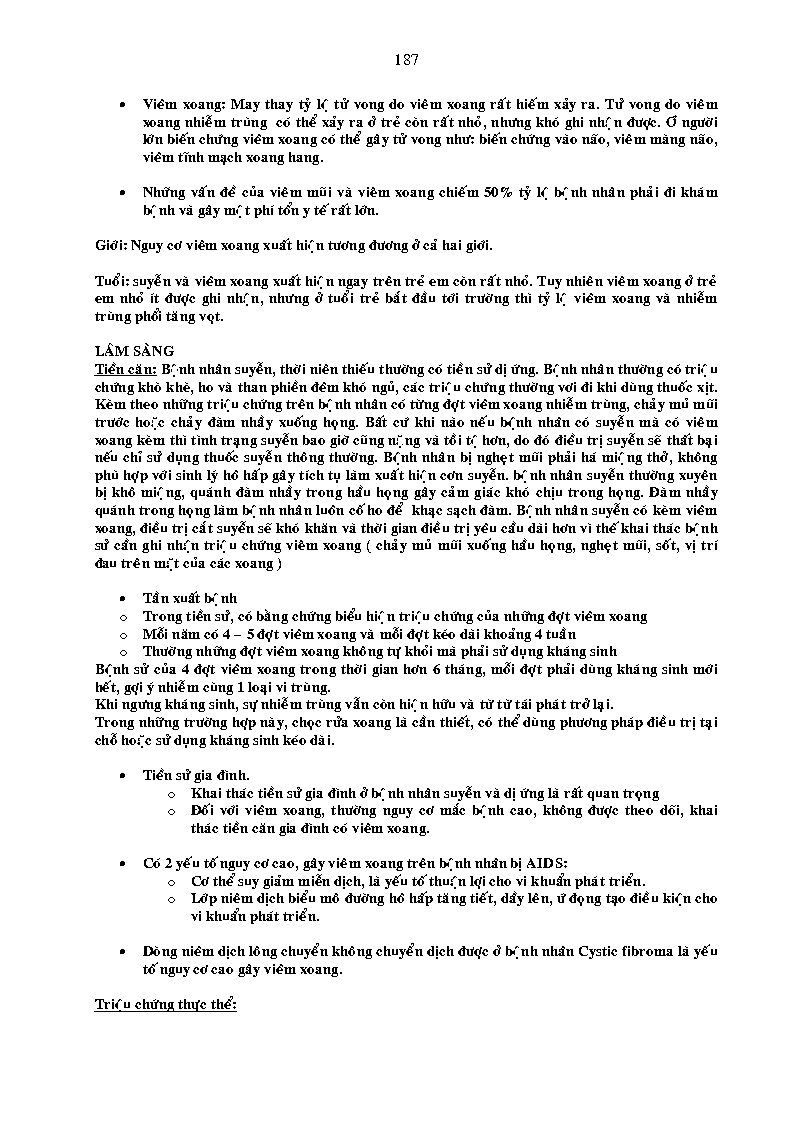 187
• Viêm xoang: May thay tỷ lệ tử vong do viêm xoang rất hiếm xảy ra. Tử vong do viêm
xoang nhiễm trùng có thể xảy ra ở trẻ còn rất nhỏ, nhưng khó ghi nhận được. Ở người
lớn biến chứng viêm xoang có thể gây tử vong như: biến chứng vào não, viêm màng não,
viêm tĩnh mạch xoang hang.
• Những vấn đề của viêm mũi và viêm xoang chiếm 50% tỷ lệ bệnh nhân phải đi khám
bệnh và gây một phí tổn y tế rất lớn.
Giới: Nguy cơ viêm xoang xuất hiện tương đương ở cả hai giới.
Tuổi: suyễn và viêm xoang xuất hiện ngay trên trẻ em còn rất nhỏ. Tuy nhiên viêm xoang ở trẻ
em nhỏ ít được ghi nhận, nhưng ở tuổi trẻ bắt đầu tới trường thì tỷ lệ viêm xoang và nhiễm
trùng phổi tăng vọt.
LÂM SÀNG
Tiền căn: Bệnh nhân suyễn, thời niên thiếu thường có tiền sử dị ứng. Bệnh nhân thường có triệu
chứng khò khè, ho và than phiền đêm khó ngủ, các triệu chứng thường vơi đi khi dùng thuốc xịt.
Kèm theo những triệu chứng trên bệnh nhân có từng đợt viêm xoang nhiễm trùng, chảy mủ mũi
trước hoặc chảy đàm nhầy xuống họng. Bất cứ khi nào nếu bệnh nhân có suyễn mà có viêm
xoang kèm thì tình trạng suyễn bao giờ cũng nặng và tồi tệ hơn, do đó điều trị suyễn sẽ thất bại
nếu chỉ sử dụng thuốc suyễn thông thường. Bệnh nhân bị nghẹt mũi phải há miệng thở, không
phù hợp với sinh lý hô hấp gây tích tụ làm xuất hiện cơn suyễn. bệnh nhân suyễn thường xuyên
bị khô miệng, quánh đàm nhầy trong hầu họng gây cảm giác khó chịu trong họng. Đàm nhầy
quánh trong họng làm bệnh nhân luôn cố ho để khạc sạch đàm. Bệnh nhân suyễn có kèm viêm
xoang, điều trị cắt suyễn sẽ khó khăn và thời gian điều trị yêu cầu dài hơn vì thế khai thác bệnh
sử cần ghi nhận triệu chứng viêm xoang ( chảy mủ mũi xuống hầu họng, nghẹt mũi, sốt, vị trí
đau trên mặt của các xoang )
• Tần xuất bệnh
o Trong tiền sử, có bằng chứng biểu hiện triệu chứng của những đợt viêm xoang
o Mỗi năm có 4 – 5 đợt viêm xoang và mỗi đợt kéo dài khoảng 4 tuần
o Thường những đợt viêm xoang không tự khỏi mà phải sử dụng kháng sinh
Bệnh sử của 4 đợt viêm xoang trong thời gian hơn 6 tháng, mỗi đợt phải dùng kháng sinh mới
hết, gợi ý nhiễm cùng 1 loại vi trùng.
Khi ngưng kháng sinh, sự nhiễm trùng vẫn còn hiện hữu và từ từ tái phát trở lại.
Trong những trường hợp này, chọc rửa xoang là cần thiết, có thể dùng phương pháp điều trị tại
chỗ hoặc sử dụng kháng sinh kéo dài.
• Tiền sử gia đình.
o Khai thác tiền sử gia đình ở bệnh nhân suyễn và dị ứng là rất quan trọng
o Đối với viêm xoang, thường nguy cơ mắc bệnh cao, không được theo dõi, khai
thác tiền căn gia đình có viêm xoang.
• Có 2 yếu tố nguy cơ cao, gây viêm xoang trên bệnh nhân bị AIDS:
o Cơ thể suy giảm miễn dịch, là yếu tố thuận lợi cho vi khuẩn phát triển.
o Lớp niêm dịch biểu mô đường hô hấp tăng tiết, dầy lên, ứ đọng tạo điều kiện cho
vi khuẩn phát triển.
• Dòng niêm dịch lông chuyển không chuyển dịch được ở bệnh nhân Cystic fibroma là yếu
tố nguy cơ cao gây viêm xoang.
Triệu chứng thực thể: